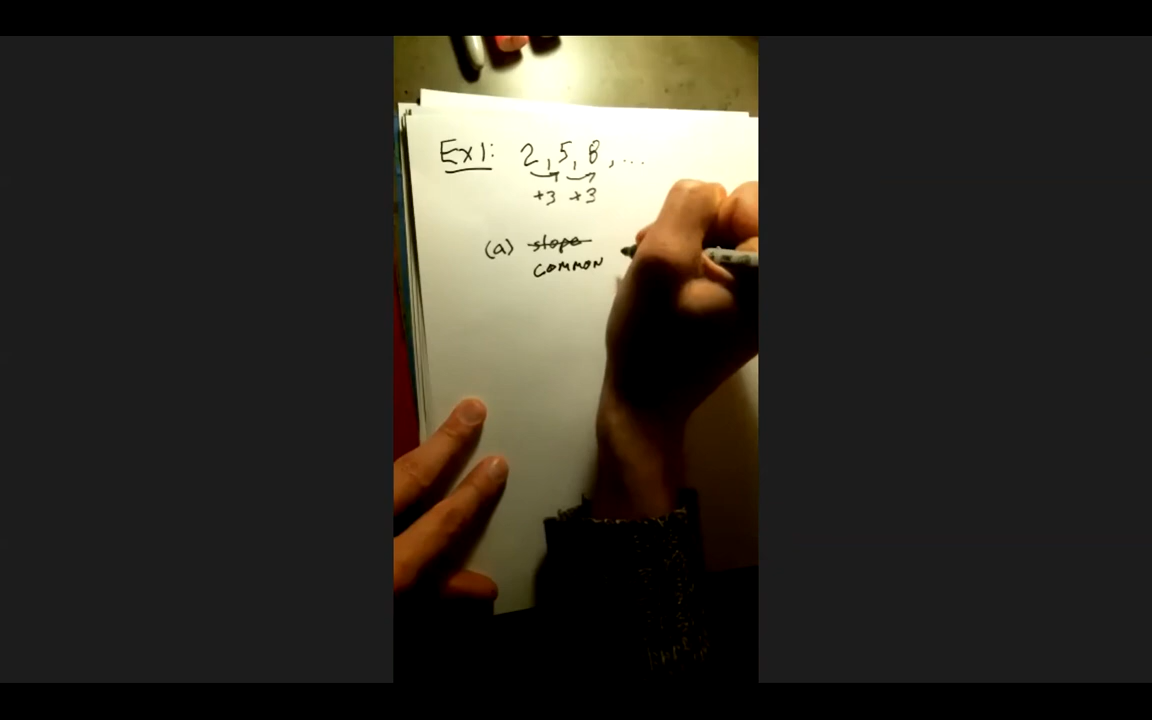 Ex1: 2, 5, 8, ...
+3 +3
(a) slope
COMMON